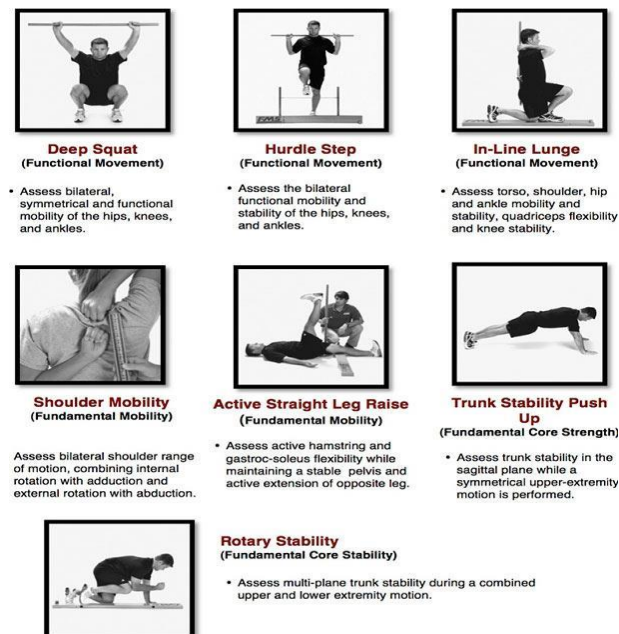 Deep Squat
(Functional Movement)
• Assess bilateral,
symmetrical and functional
mobility of the hips, knees,
and ankles.
Hurdle Step
(Functional Movement)
• Assess the bilateral
functional mobility and
stability of the hips, knees,
and ankles.
In-Line Lunge
(Functional Movement)
• Assess torso, shoulder, hip
and ankle mobility and
stability, quadriceps flexibility
and knee stability.
Shoulder Mobility
(Fundamental Mobility)
Assess bilateral shoulder range
of motion, combining internal
rotation with adduction and
external rotation with abduction.
Active Straight Leg Raise
(Fundamental Mobility)
• Assess active hamstring and
gastroc-soleus flexibility while
maintaining a stable pelvis and
active extension of opposite leg.
Trunk Stability Push
Up
(Fundamental Core Strength)
• Assess trunk stability in the
sagittal plane while a
symmetrical upper-extremity
motion is performed.
Rotary Stability
(Fundamental Core Stability)
• Assess multi-plane trunk stability during a combined
upper and lower extremity motion.